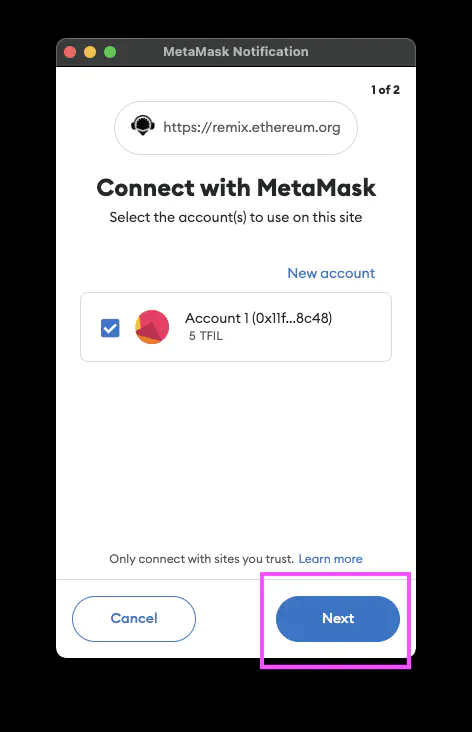 MetaMask Notification
1 of 2
https://remix.ethereum.org
Connect with MetaMask
Select the account(s) to use on this site
New account
Account 1 (0x11f...8c48)
5 TFIL
Only connect with sites you trust. Learn more
Cancel
Next